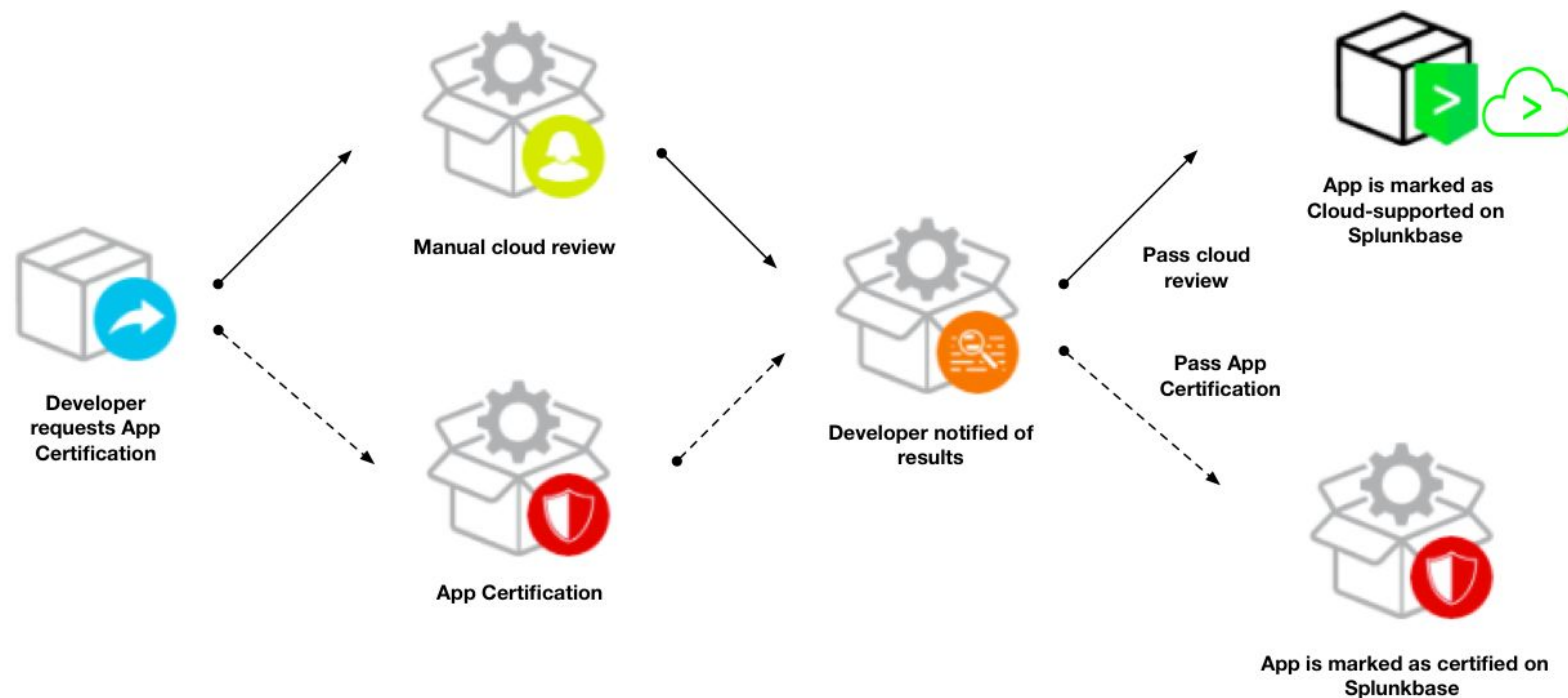 Manual cloud review
Developer
requests App
Certification
App Certification
Developer notified of
results
Pass cloud
review
Pass App
Certification
App is marked as
Cloud-supported on
Splunkbase
App is marked as certified on
Splunkbase